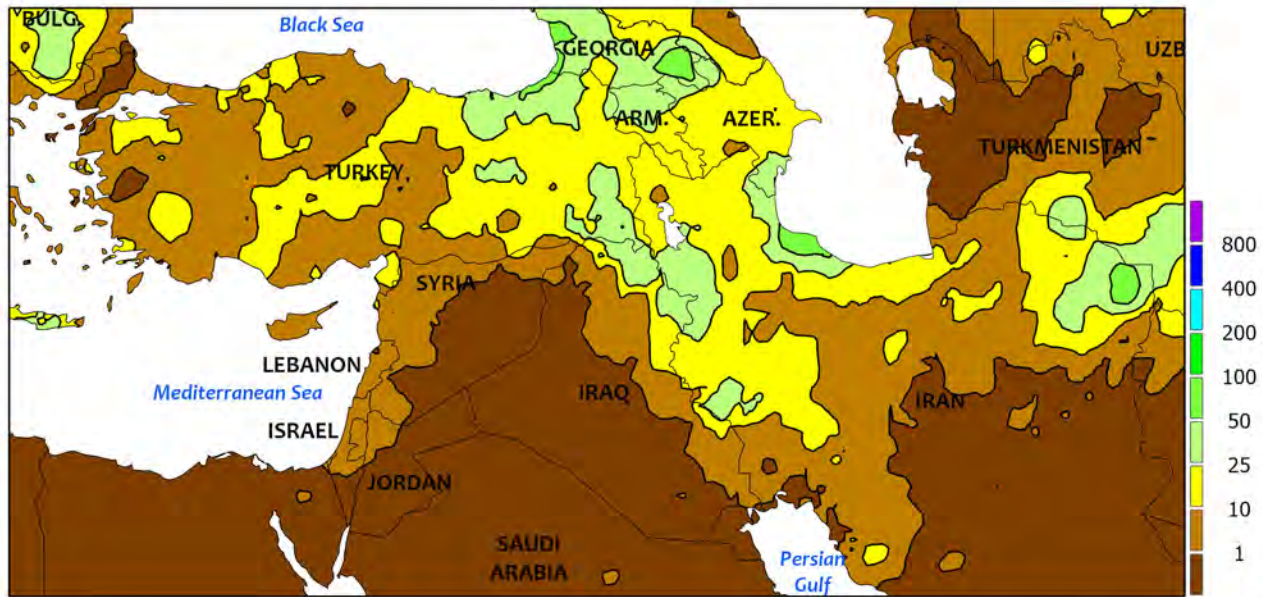 BULG.
Black Sea
GEORGIA
UZB
ARM.
AZER.
TURKMENISTAN
TURKEY.
SYRIA
LEBANON
Mediterranean Sea
IRAQ
IRAN
ISRAEL
JORDAN
SAUDI
ARABIA
Persian
Gulf
800
400
200
100
50
25
10
1